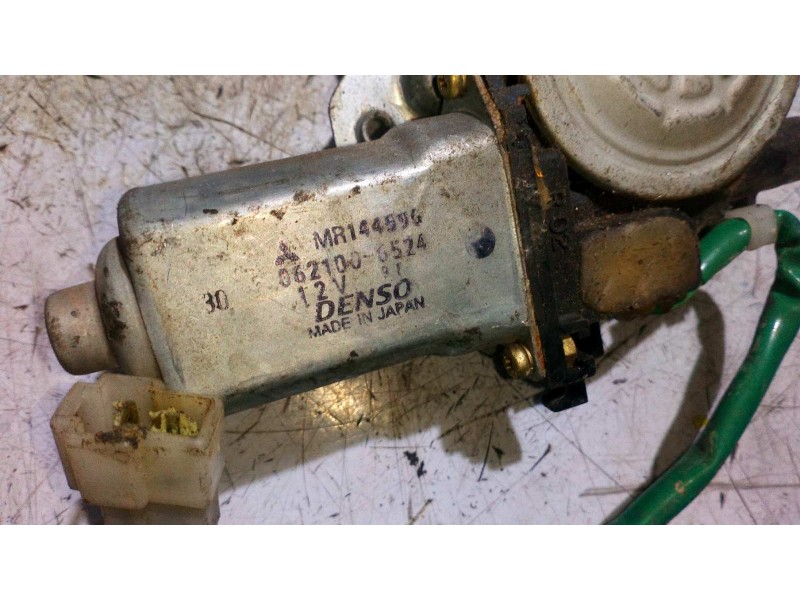 MR144596
062100-6524
12V
DENSO
MADE IN JAPAN
30